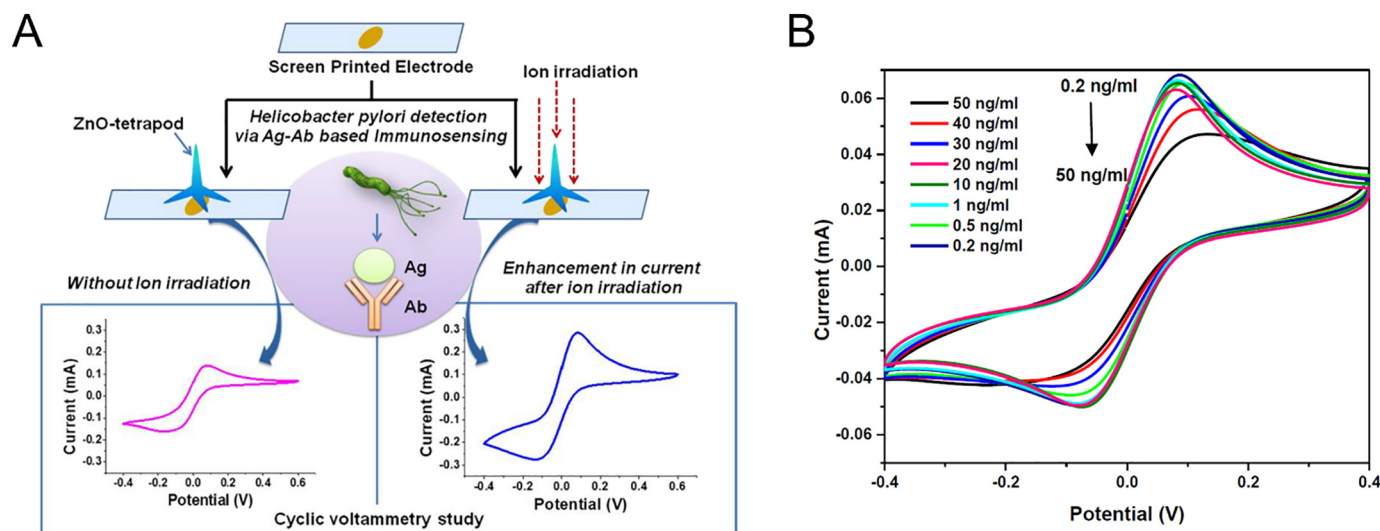 A
Screen Printed Electrode
Ion irradiation
Helicobacter pylori detection
via Ag-Ab based Immunosensing
ZnO-tetrapod
Ag
Ab
Without Ion irradiation
Enhancement in current
after ion irradiation
Current (mA)
0.3
0.2
0.1
0.0
-0.1
-0.2
-0.3
-0.4 -0.2 0.0 0.2 0.4 0.6
Potential (V)
Current (mA)
0.3
0.2
0.1
0.0
-0.1
-0.2
-0.3
-0.4 -0.2 0.0 0.2 0.4 0.6
Potential (V)
Cyclic voltammetry study
B
Current (mA)
0.06
0.04
0.02
0.00
-0.02
-0.04
-0.06
50 ng/ml
40 ng/ml
30 ng/ml
20 ng/ml
10 ng/ml
1 ng/ml
0.5 ng/ml
0.2 ng/ml
0.2 ng/ml
50 ng/ml
-0.4 -0.2 0.0 0.2 0.4
Potential (V)